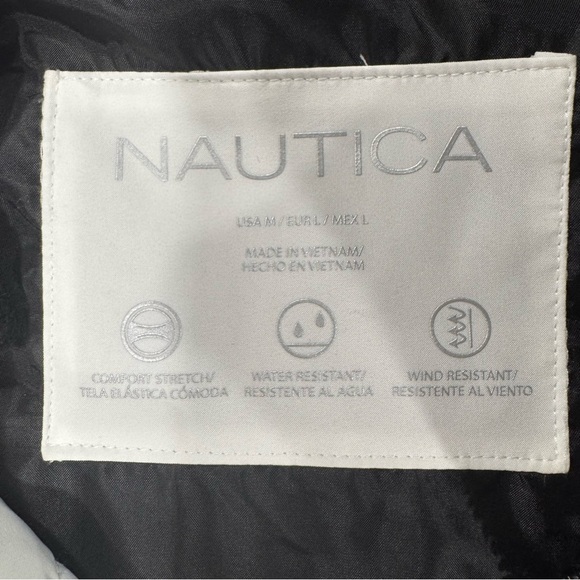 NAUTICA
USA M / EUR L / MEX L
MADE IN VIETNAM/
HECHO EN VIETNAM
COMFORT STRETCH/
TELA ELÁSTICA CÓMODA
WATER RESISTANT/
RESISTENTE AL AGUA
WIND RESISTANT/
RESISTENTE AL VIENTO